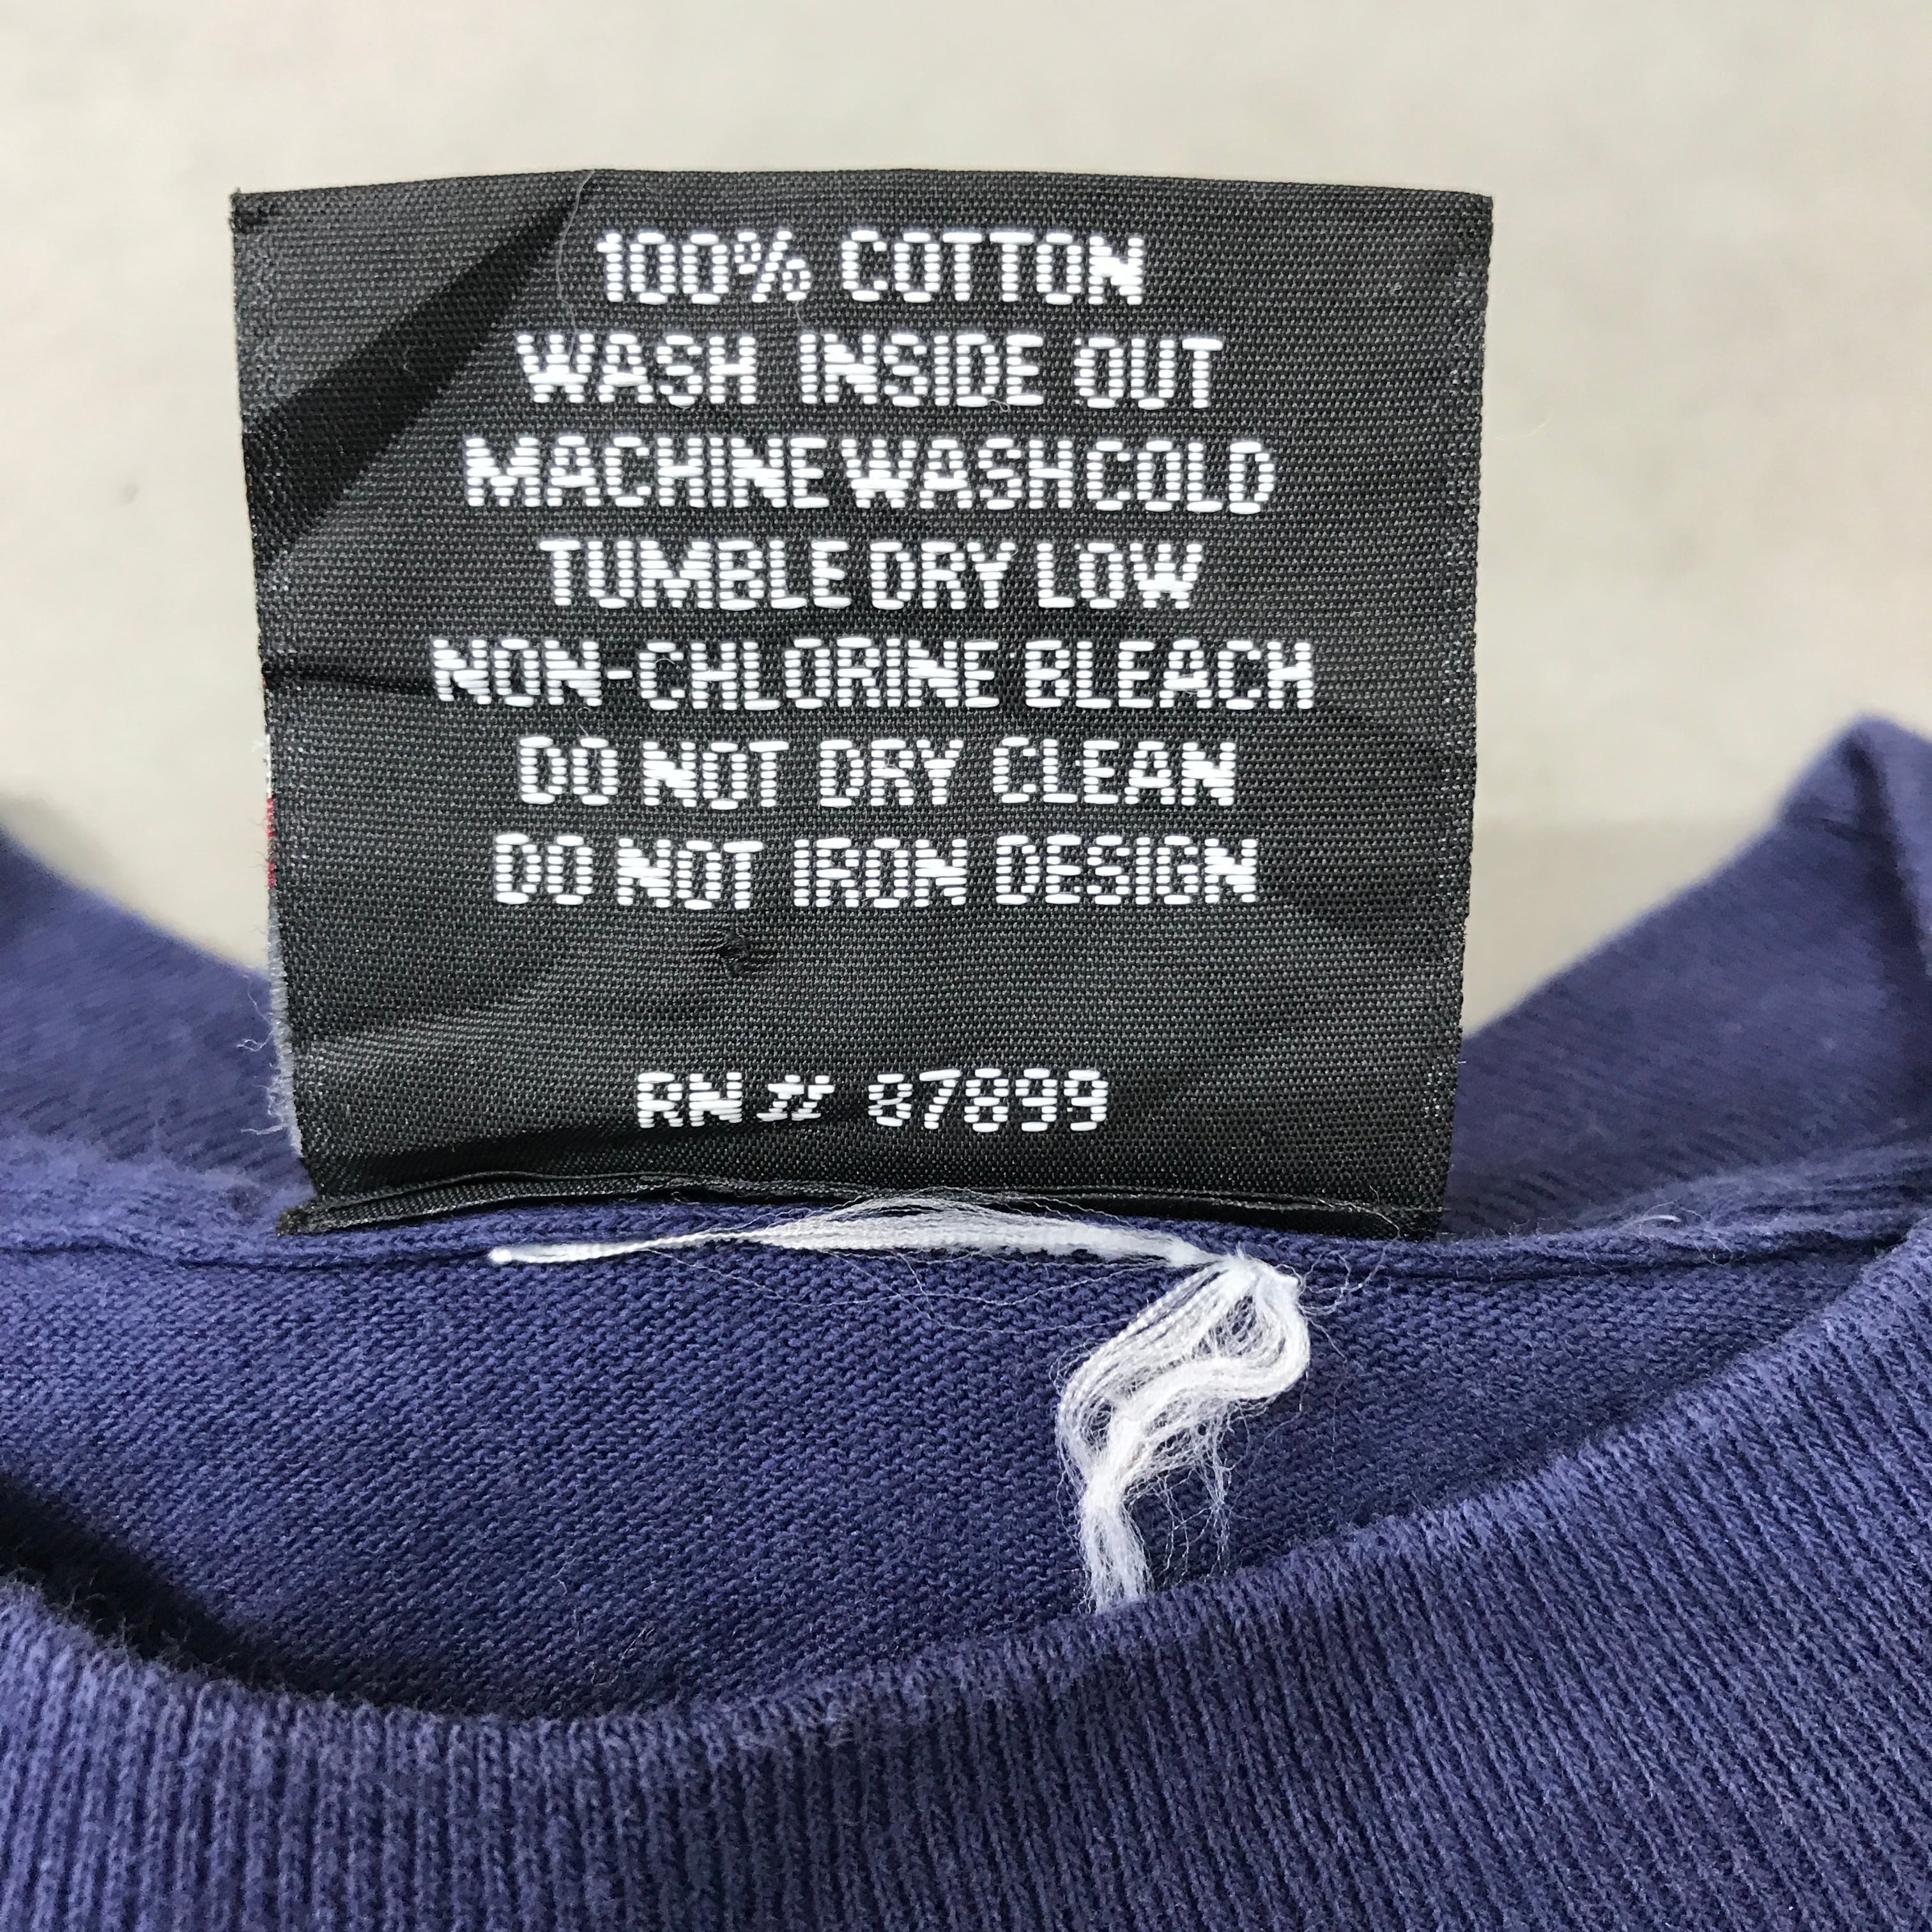 100% COTTON
WASH INSIDE OUT
MACHINE WASH COLD
TUMBLE DRY LOW
NON-CHLORINE BLEACH
DO NOT DRY CLEAN
DO NOT IRON DESIGN
RN # 87899